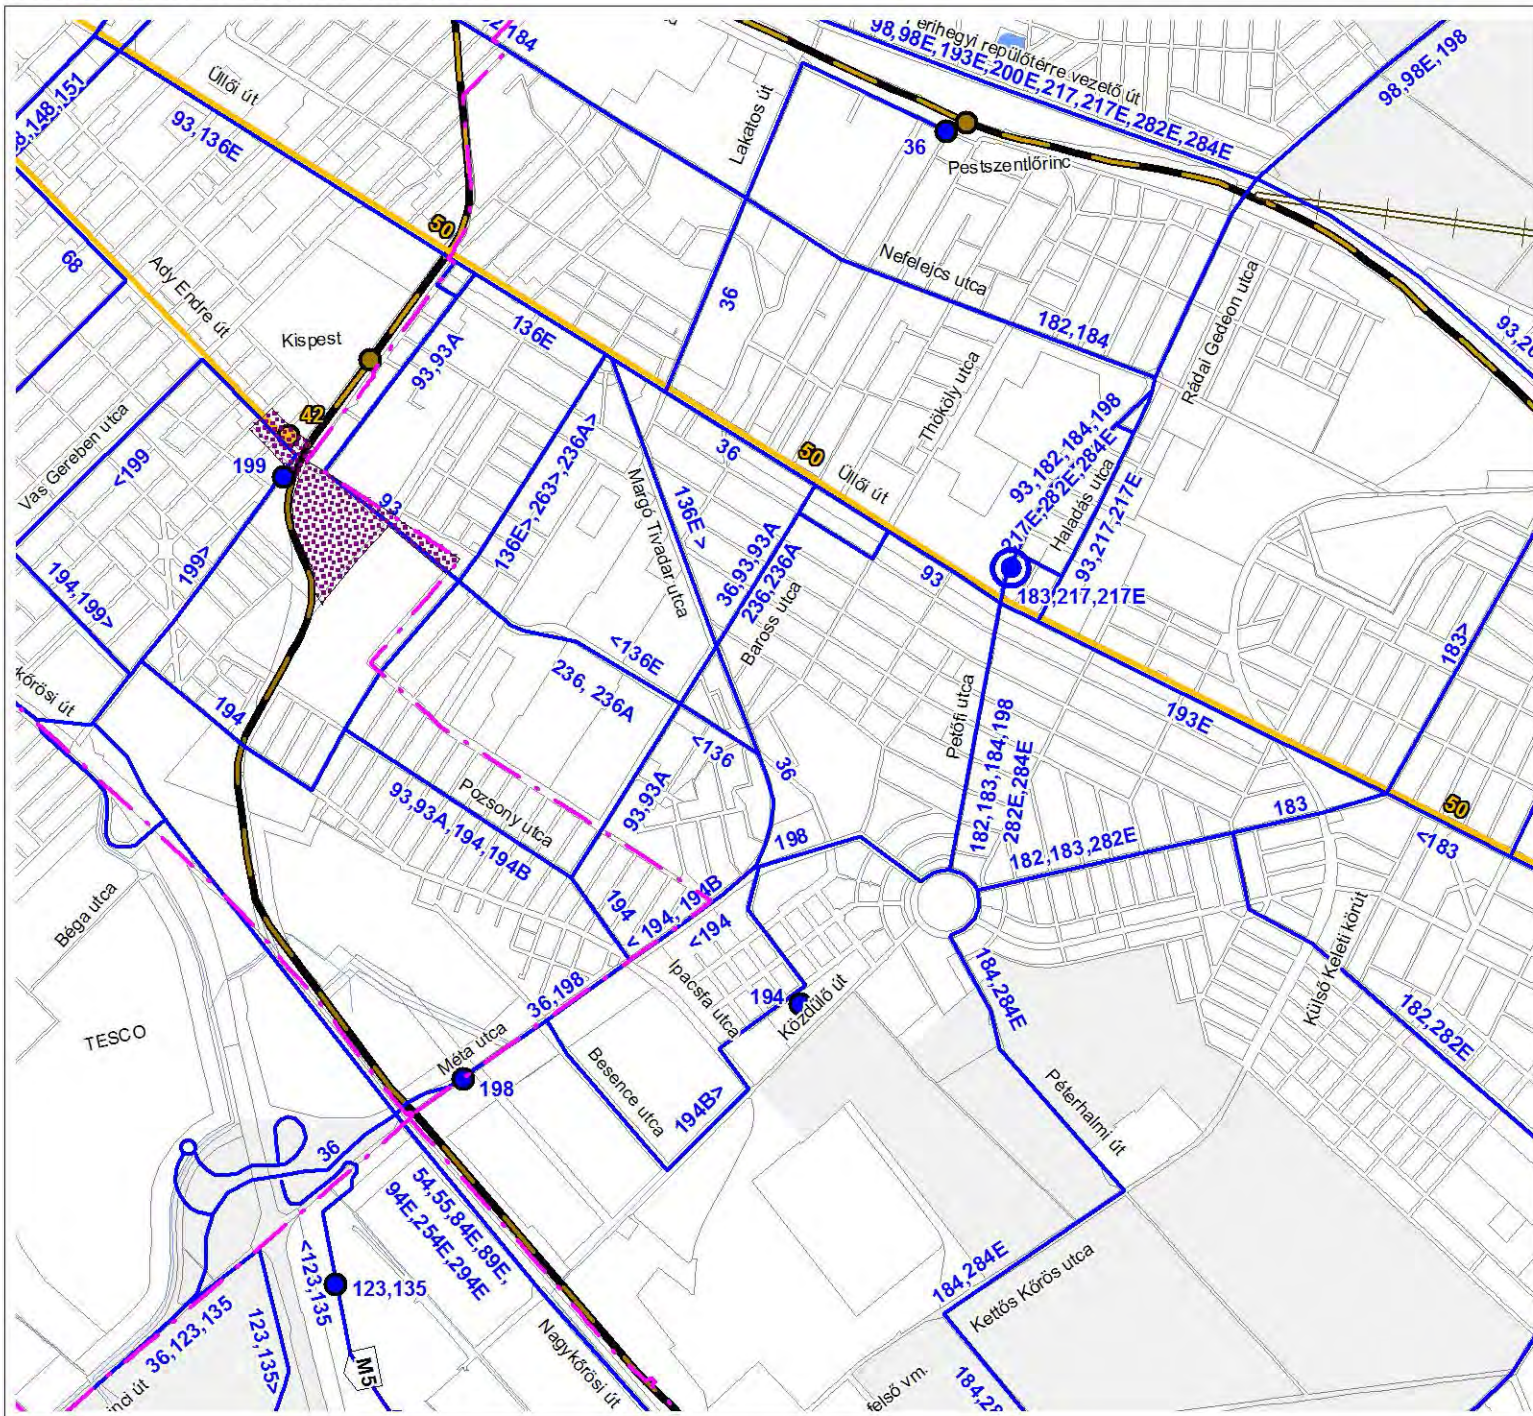 184
Ferihegyi repülőtérre vezető út
98,98E,193E,200E,217,217E,282E,284E
98,98E,198
148,151
Üllői út
93,136E
Lakatos út
36
Pestszentlőrinc
50
68
Ady Endre út
Kispest
93,93A
136E
36
Nefelejcs utca
182,184
Rádai Gedeon utca
Vas Gereben utca
<199
42
199
93
136E>,263>,236A>
Margó Tivadar utca
136E >
36
50
Üllői út
Thököly utca
93,182,184,198
217E,282E,284E
Haladás utca
93,217,217E
194,199>
199>
36,93,93A
236,236A
Baross utca
93
183,217,217E
183>
kőrösi út
194
<136E
236, 236A
<136
36
Petőfi utca
182,183,184,198
282E,284E
193E
50
93,93A,194,194B
Pozsony utca
93,93A
198
182,183,282E
183
<183
Béga utca
194
< 194, 194B
<194
Ipacsfa utca
194
Közdülő út
184,284E
Külső Keleti körút
182,282E
TESCO
36,198
Méta utca
198
Besence utca
194B>
Péterhalmi út
36
54,55,84E,89E,
94E,254E,294E
<123,135
123,135
36,123,135
123,135>
M5
Nagykőrösi út
184,284E
Kettős Kőrös utca
felső vm.